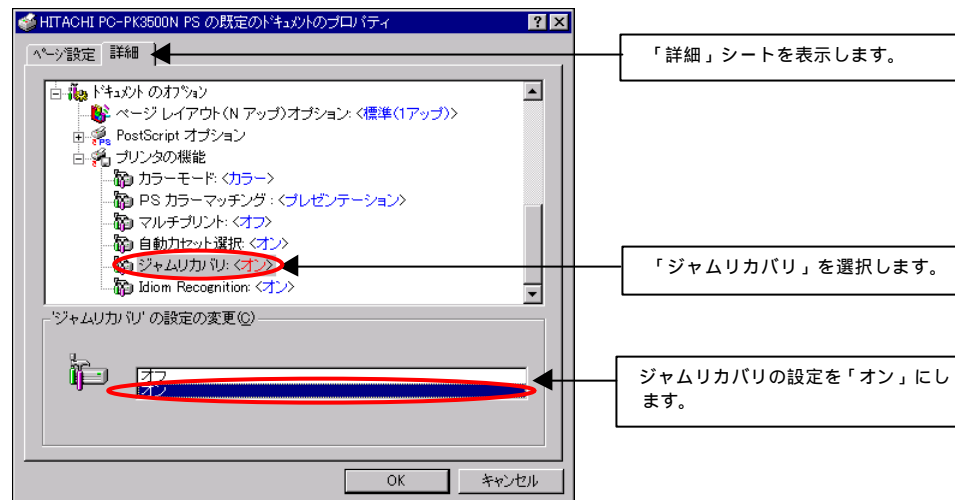 HITACHI PC-PK3500N PS の既定のドキュメントのプロパティ
ページ設定 詳細
「詳細」シートを表示します。
ドキュメント のオプション
ページ レイアウト(N アップ)オプション: <標準(1アップ)>
PostScript オプション
プリンタの機能
カラーモード: <カラー>
PS カラーマッチング : <プレゼンテーション>
マルチプリント: <オフ>
自動カセット選択: <オン>
ジャムリカバリ: <オン>
「ジャムリカバリ」を選択します。
Idiom Recognition: <オン>
'ジャムリカバリ' の設定の変更(C)
オフ
オン
ジャムリカバリの設定を「オン」にし
ます。
OK キャンセル